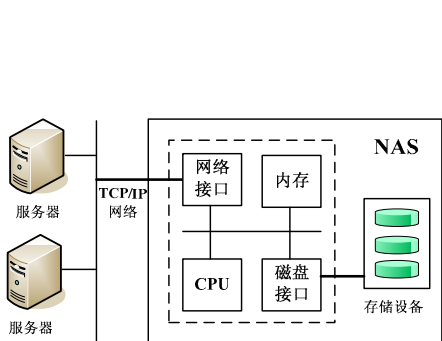 NAS
网络
接口
内存
TCP/IP
网络
服务器
CPU
磁盘
接口
存储设备
服务器